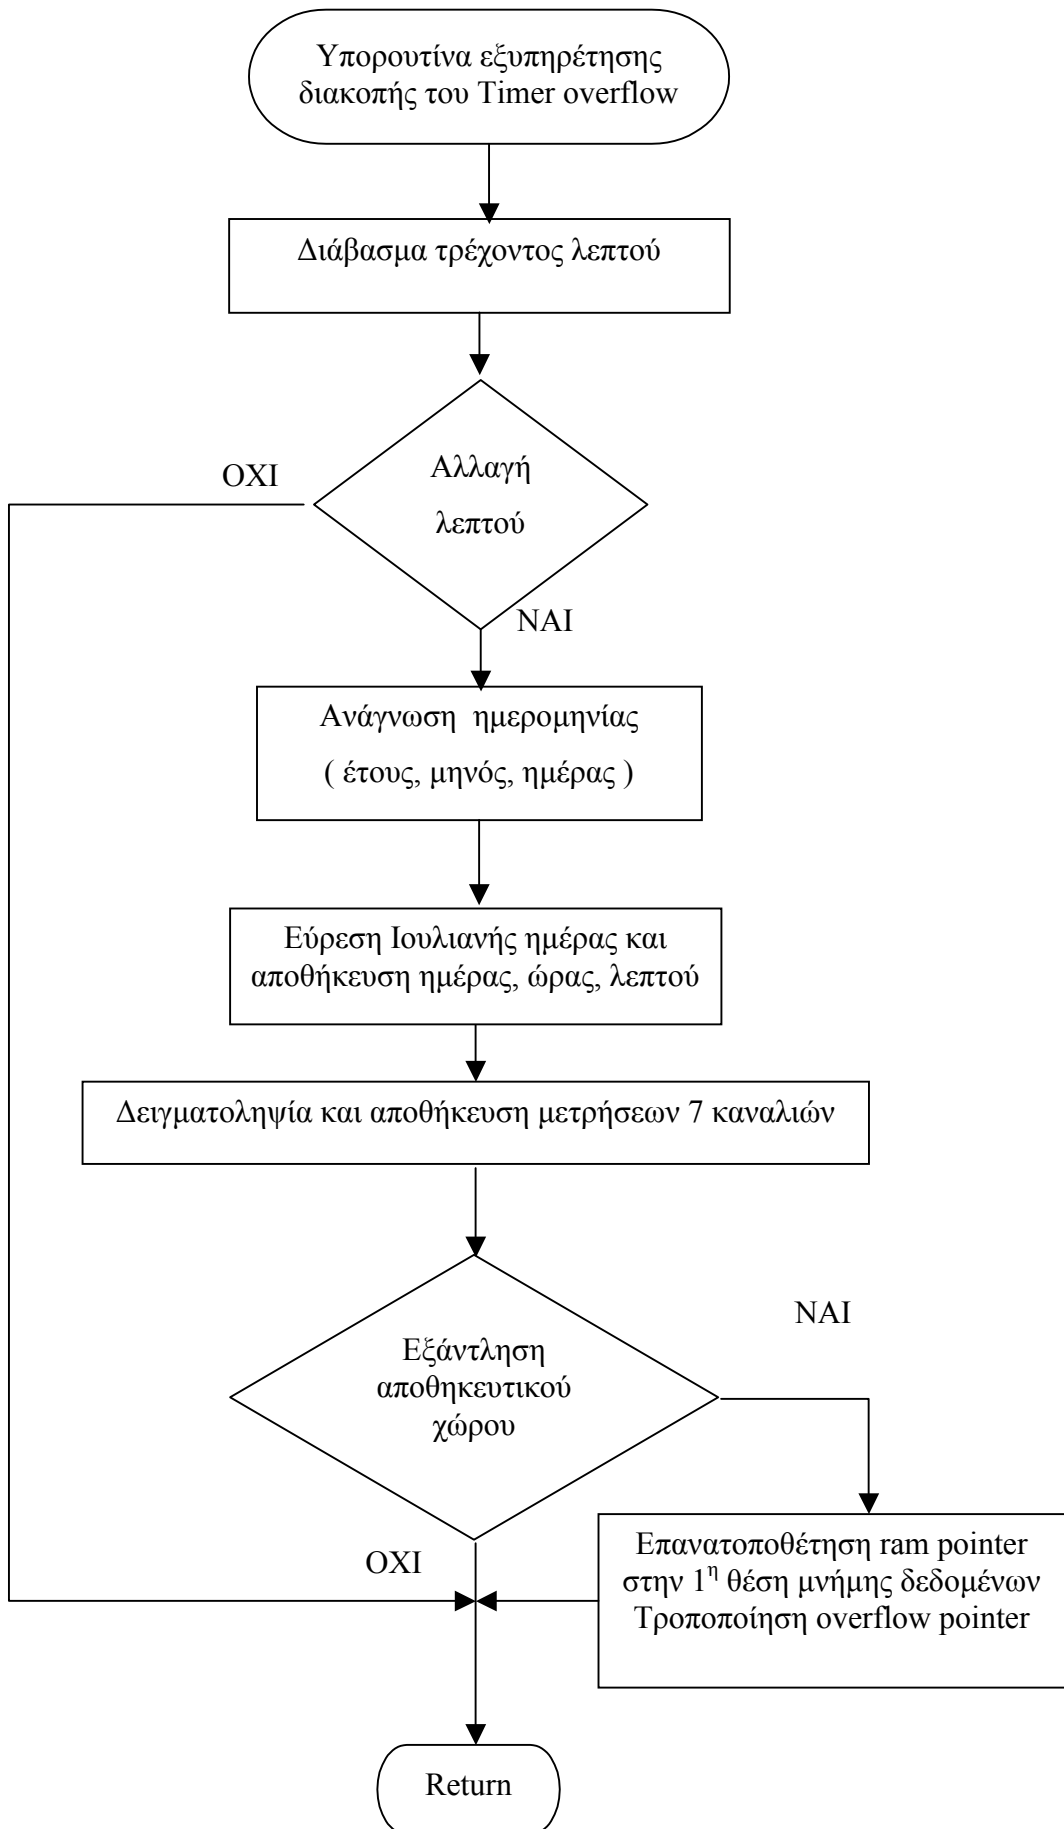 Υπορουτίνα εξυπηρέτησης
διακοπής του Timer overflow
Διάβασμα τρέχοντος λεπτού
Αλλαγή
λεπτού
ΟΧΙ
ΝΑΙ
Ανάγνωση ημερομηνίας
( έτους, μηνός, ημέρας )
Εύρεση Ιουλιανής ημέρας και
αποθήκευση ημέρας, ώρας, λεπτού
Δειγματοληψία και αποθήκευση μετρήσεων 7 καναλιών
Εξάντληση
αποθηκευτικού
χώρου
ΝΑΙ
ΟΧΙ
Επανατοποθέτηση ram pointer
στην 1η θέση μνήμης δεδομένων
Τροποποίηση overflow pointer
Return